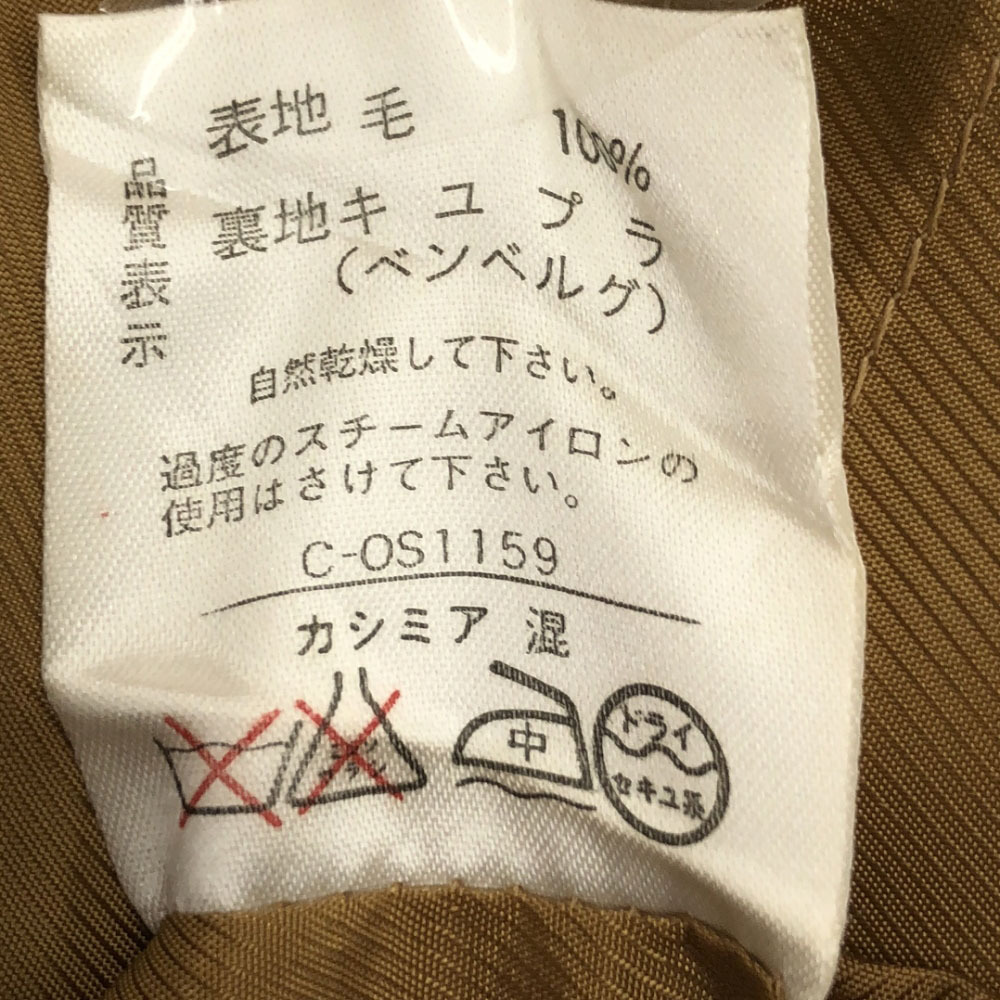 品質表示
表地 毛 100%
裏地 キュプラ
(ベンベルグ)
自然乾燥して下さい。
過度のスチームアイロンの
使用はさけて下さい。
C-OS1159
カシミア 混
中
ドライ
セキユ系